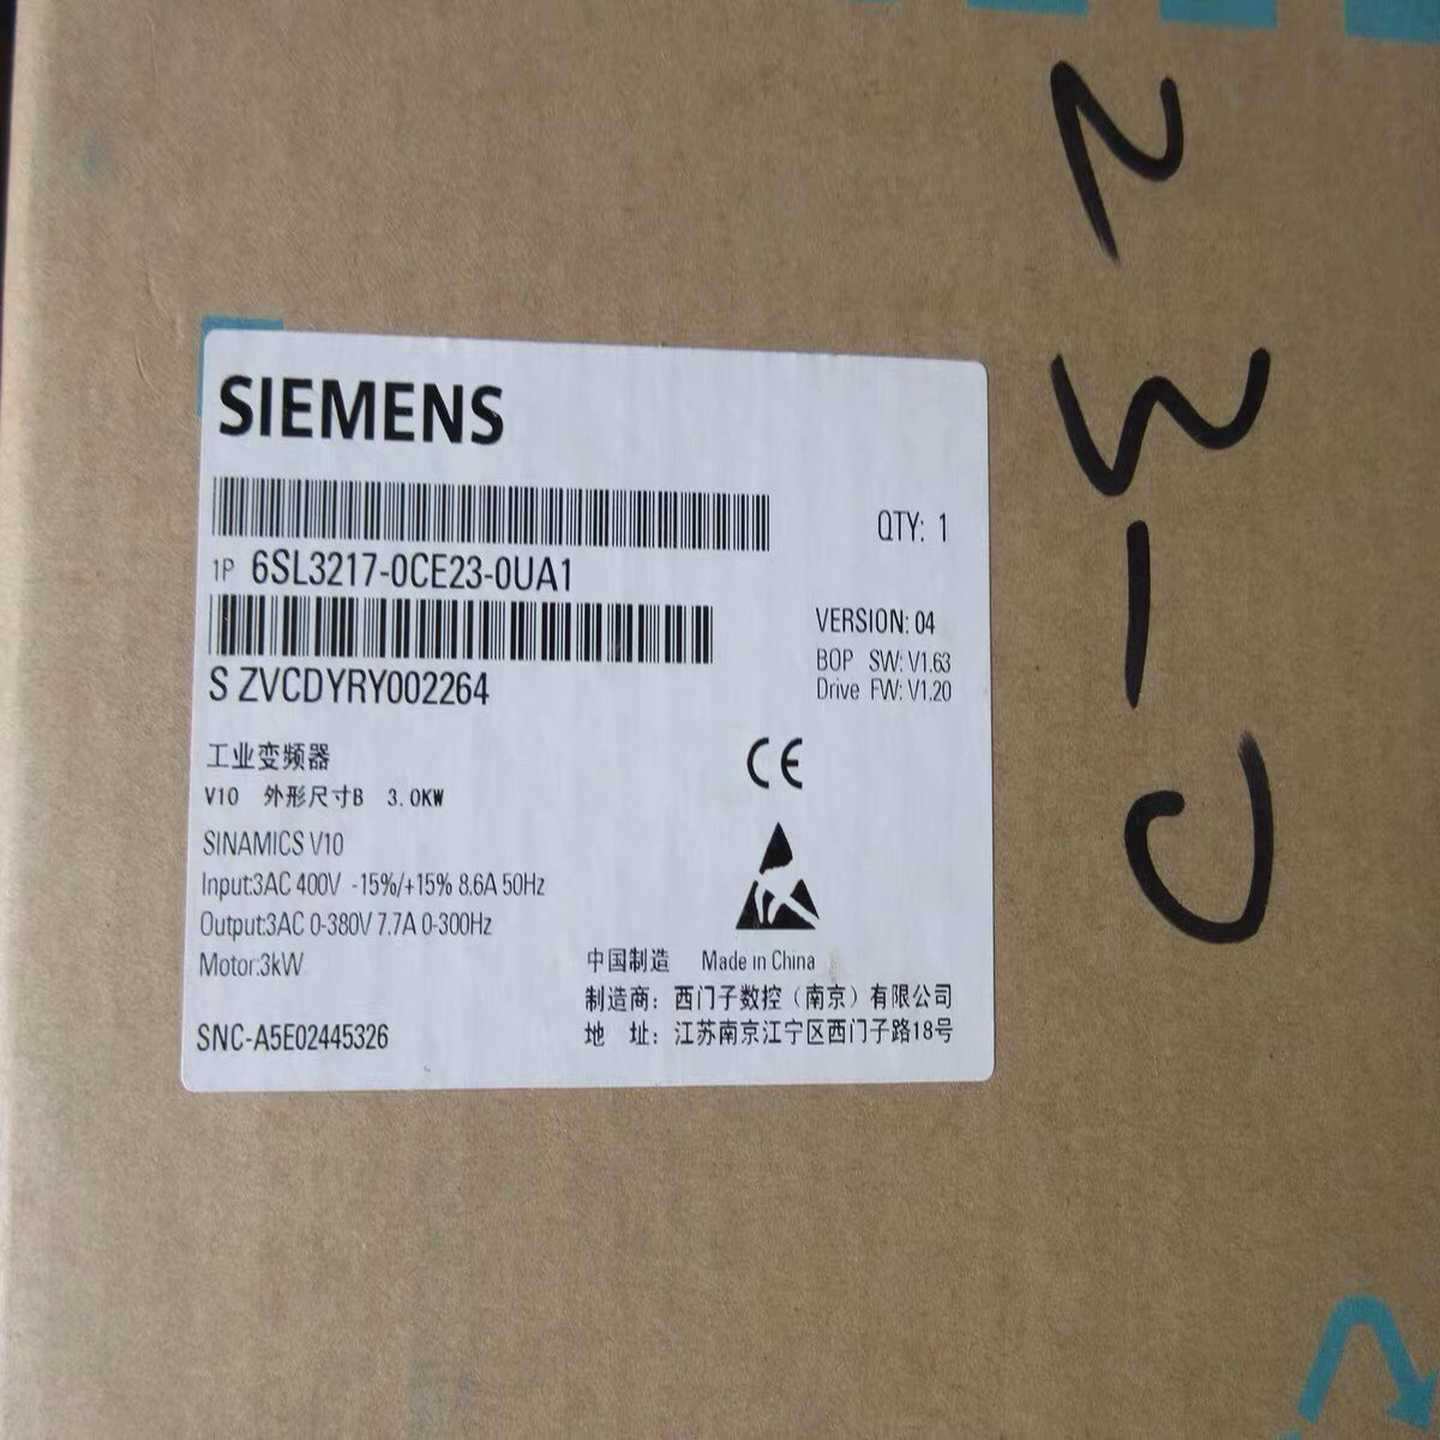 SIEMENS
QTY: 1
1P 6SL3217-0CE23-0UA1
VERSION: 04
BOP SW: V1.63
Drive FW: V1.20
S ZVCDYRY002264
工业变频器
V10 外形尺寸B 3.0KW
CE
SINAMICS V10
Input:3AC 400V -15%/+15% 8.6A 50Hz
Output:3AC 0-380V 7.7A 0-300Hz
Motor:3kW
中国制造 Made in China
制造商: 西门子数控(南京)有限公司
SNC-A5E02445326
地 址: 江苏南京江宁区西门子路18号
23-0